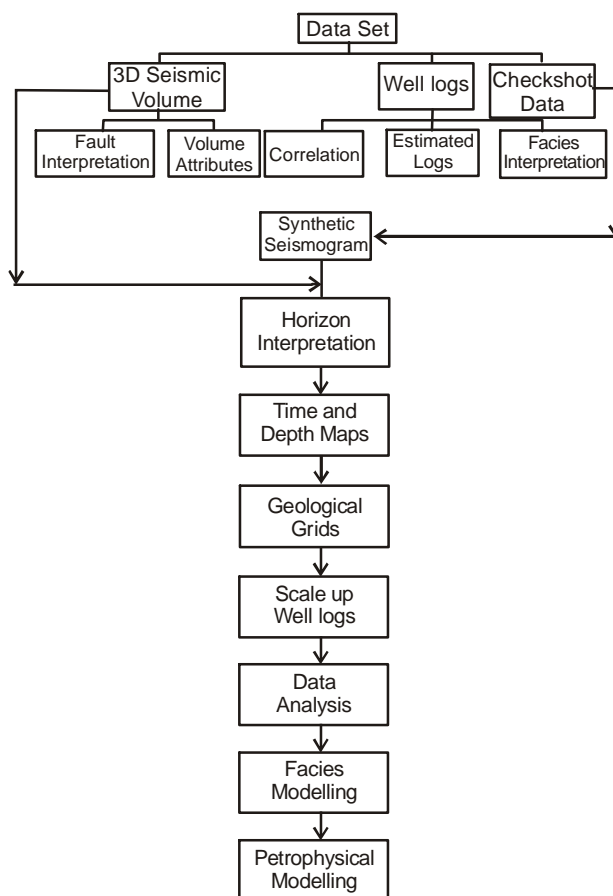 Data Set
3D Seismic
Volume
Well logs
Checkshot
Data
Fault
Interpretation
Volume
Attributes
Correlation
Estimated
Logs
Facies
Interpretation
Synthetic
Seismogram
Horizon
Interpretation
Time and
Depth Maps
Geological
Grids
Scale up
Well logs
Data
Analysis
Facies
Modelling
Petrophysical
Modelling